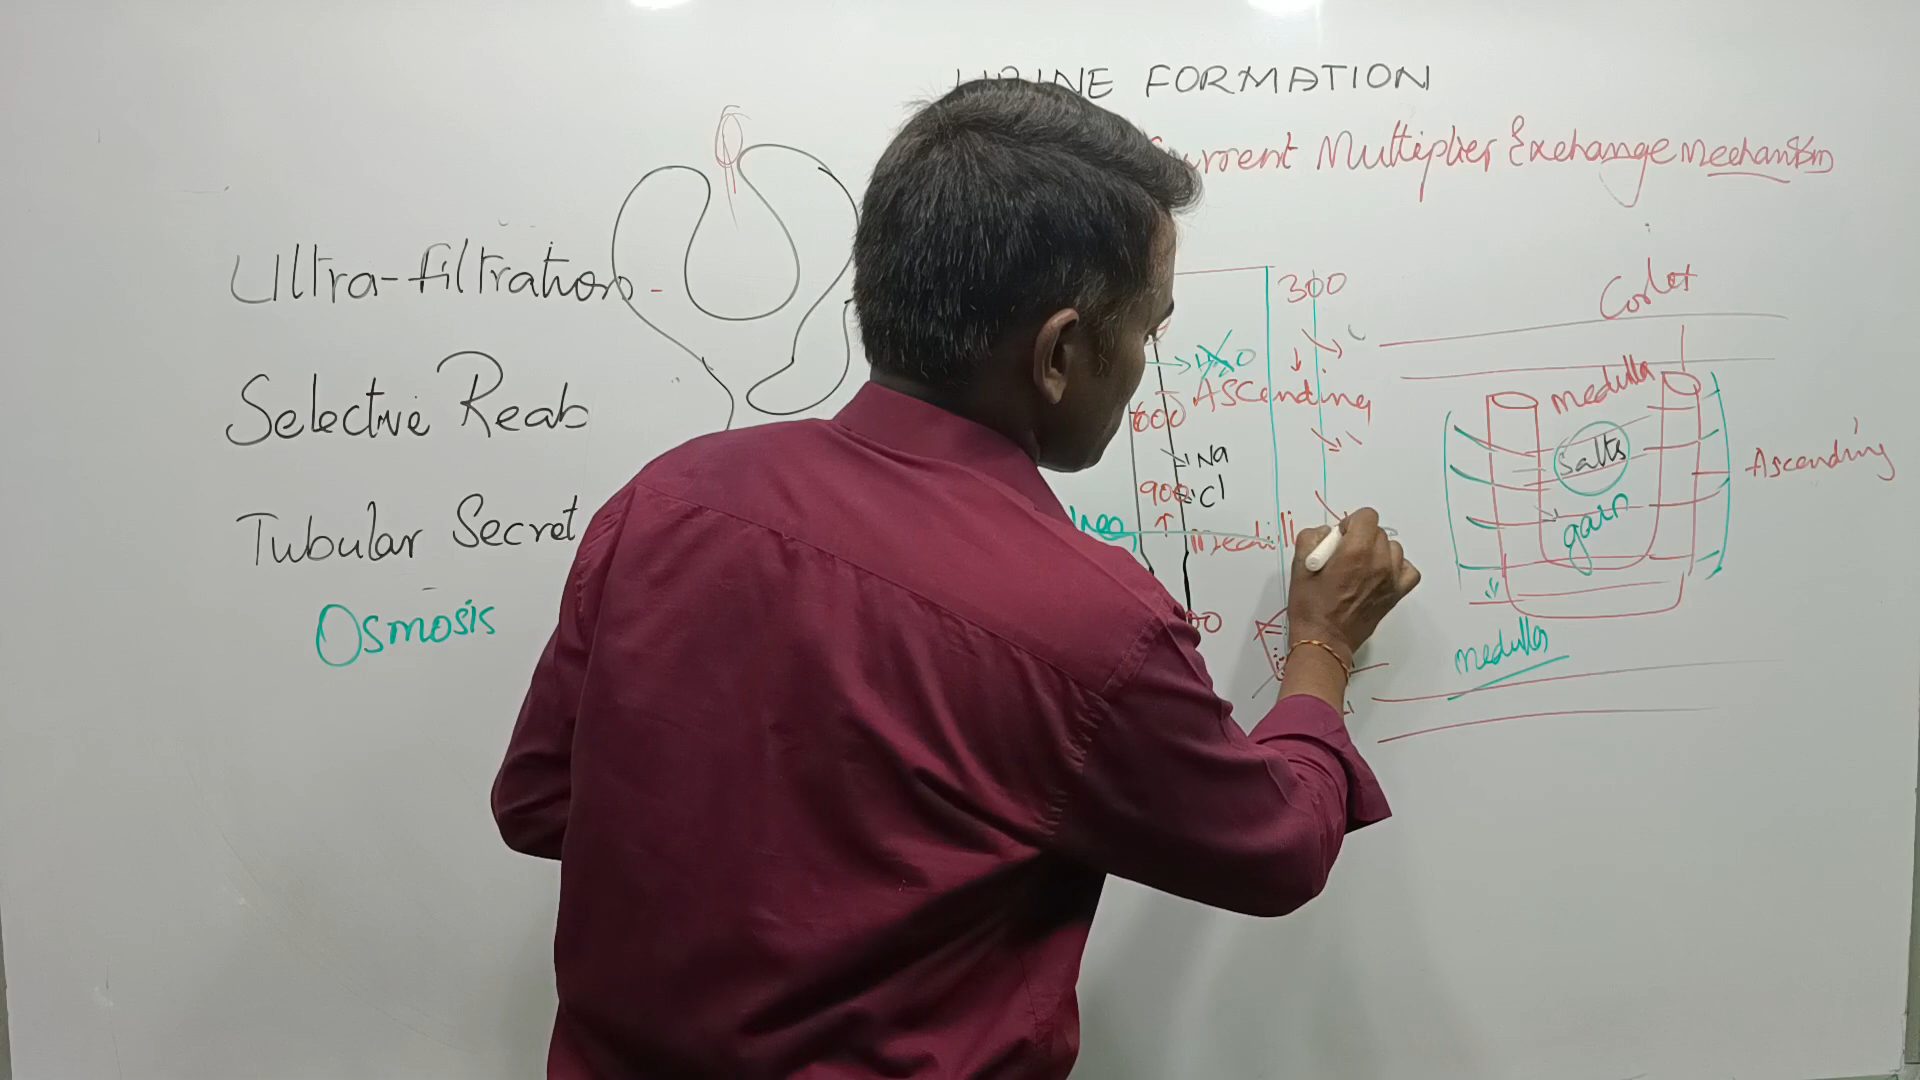 URINE FORMATION
current Multiplier Exchange mechanism
Ultra-filtration -
Selective Reab
Tubular Secret
Osmosis
300
H2O
Ascending
600
Na
900
Cl
Cortex
medulla
salts
gain
Ascending
medulla